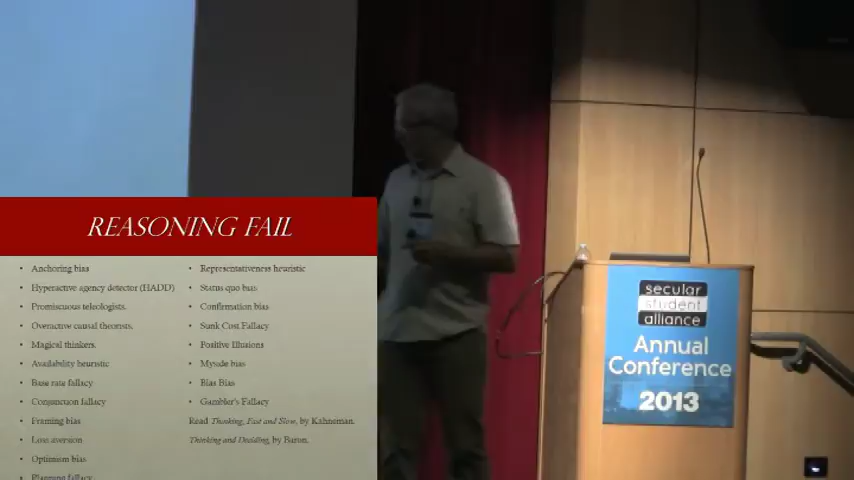 REASONING FAIL
• Anchoring bias
• Hyperactive agency detector (HADD)
• Promiscuous teleologists.
• Overactive causal theorists.
• Magical thinkers.
• Availability heuristic
• Base rate fallacy
• Conjunction fallacy
• Framing bias
• Loss aversion
• Optimism bias
• Planning fallacy
• Representativeness heuristic
• Status quo bias
• Confirmation bias
• Sunk Cost Fallacy
• Positive Illusions
• Myside bias
• Bias Bias
• Gambler's Fallacy
Read Thinking, Fast and Slow, by Kahneman.
Thinking and Deciding, by Baron.
secular
student
alliance
Annual
Conference
2013